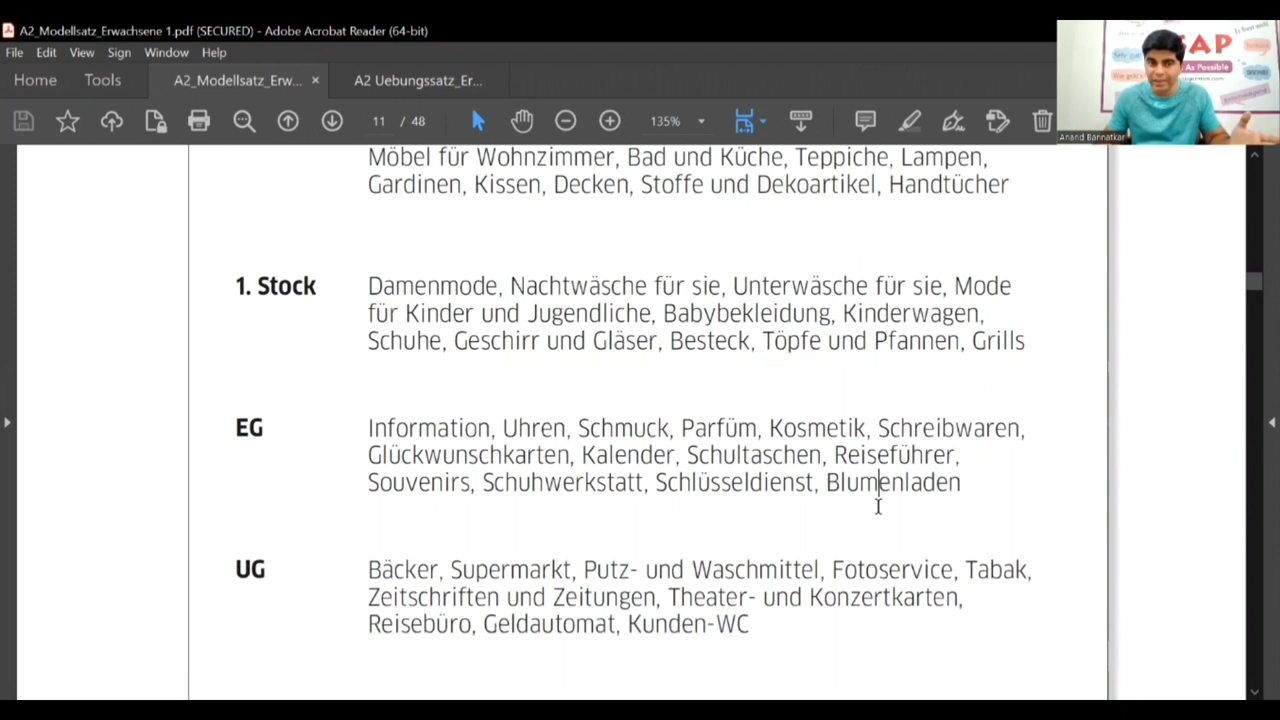 A2_Modellsatz_Erwachsene 1.pdf (SECURED) - Adobe Acrobat Reader (64-bit)
File Edit View Sign Window Help
Home Tools A2_Modellsatz_Erw... × A2 Uebungssatz_Er...
11 / 48 135%
As Possible
Anand Bannatkar
Möbel für Wohnzimmer, Bad und Küche, Teppiche, Lampen,
Gardinen, Kissen, Decken, Stoffe und Dekoartikel, Handtücher
1. Stock Damenmode, Nachtwäsche für sie, Unterwäsche für sie, Mode
für Kinder und Jugendliche, Babybekleidung, Kinderwagen,
Schuhe, Geschirr und Gläser, Besteck, Töpfe und Pfannen, Grills
EG Information, Uhren, Schmuck, Parfüm, Kosmetik, Schreibwaren,
Glückwunschkarten, Kalender, Schultaschen, Reiseführer,
Souvenirs, Schuhwerkstatt, Schlüsseldienst, Blumenladen
UG Bäcker, Supermarkt, Putz- und Waschmittel, Fotoservice, Tabak,
Zeitschriften und Zeitungen, Theater- und Konzertkarten,
Reisebüro, Geldautomat, Kunden-WC